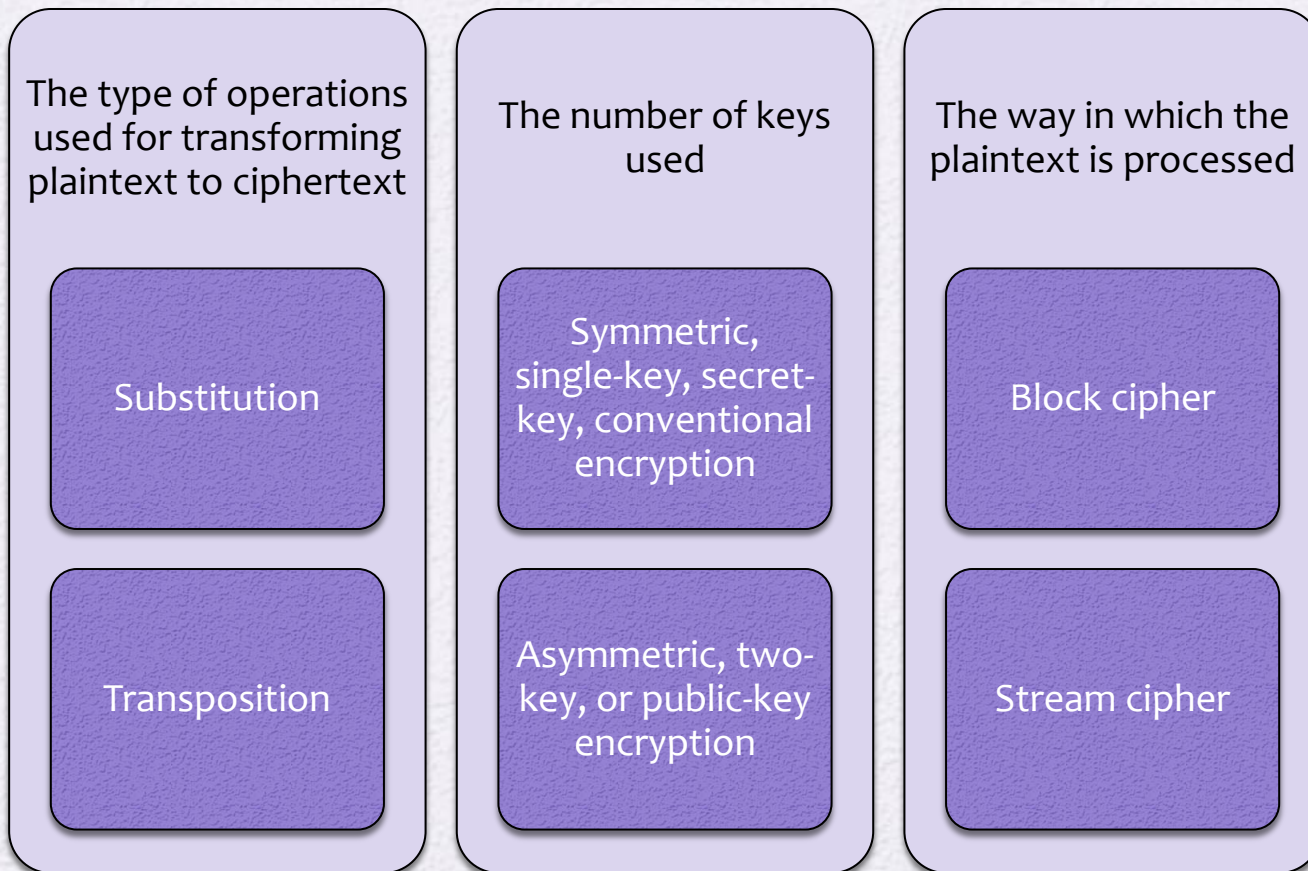 The type of operations
used for transforming
plaintext to ciphertext
Substitution
Transposition
The number of keys
used
Symmetric,
single-key, secret-
key, conventional
encryption
Asymmetric, two-
key, or public-key
encryption
The way in which the
plaintext is processed
Block cipher
Stream cipher